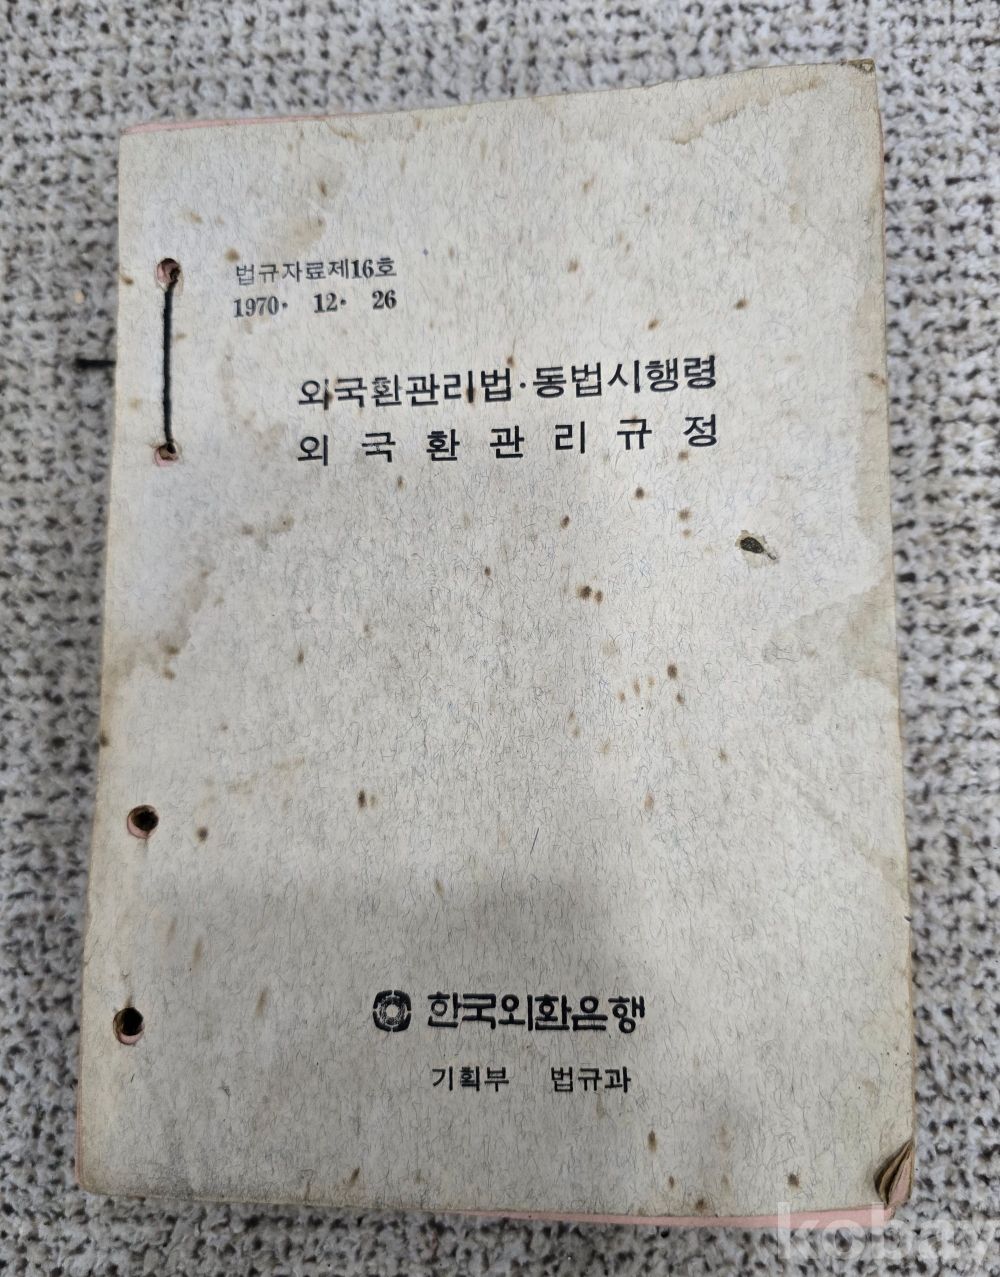 법규자료제16호
1970. 12. 26
외국환관리법·동법시행령
외국환관리규정
한국외환은행
기획부 법규과
kobay